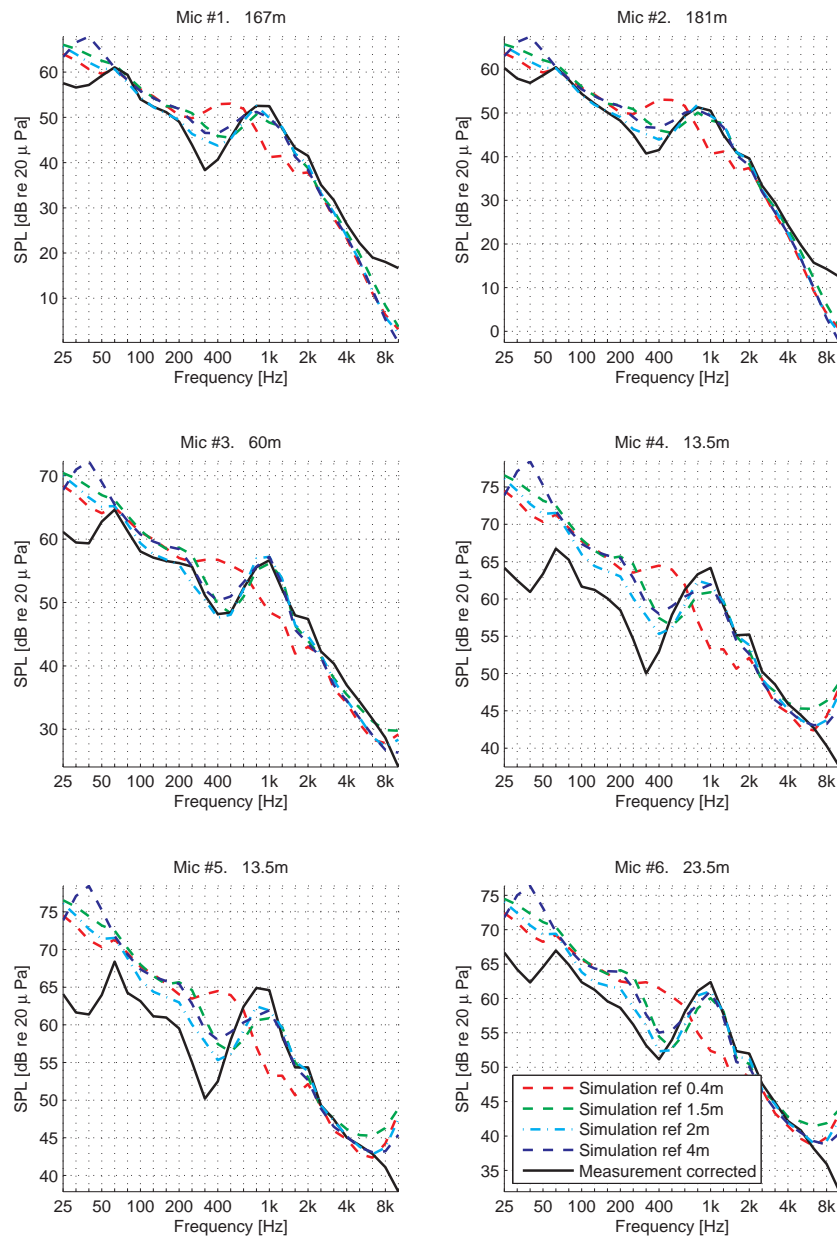 Mic #1. 167m
SPL [dB re 20 μ Pa]
60
50
40
30
20
10
25 50 100 200 400 1k 2k 4k 8k
Frequency [Hz]
Mic #2. 181m
SPL [dB re 20 μ Pa]
60
50
40
30
20
10
0
25 50 100 200 400 1k 2k 4k 8k
Frequency [Hz]
Mic #3. 60m
SPL [dB re 20 μ Pa]
70
60
50
40
30
25 50 100 200 400 1k 2k 4k 8k
Frequency [Hz]
Mic #4. 13.5m
SPL [dB re 20 μ Pa]
75
70
65
60
55
50
45
40
25 50 100 200 400 1k 2k 4k 8k
Frequency [Hz]
Mic #5. 13.5m
SPL [dB re 20 μ Pa]
75
70
65
60
55
50
45
40
25 50 100 200 400 1k 2k 4k 8k
Frequency [Hz]
Mic #6. 23.5m
SPL [dB re 20 μ Pa]
75
70
65
60
55
50
45
40
35
Simulation ref 0.4m
Simulation ref 1.5m
Simulation ref 2m
Simulation ref 4m
Measurement corrected
25 50 100 200 400 1k 2k 4k 8k
Frequency [Hz]